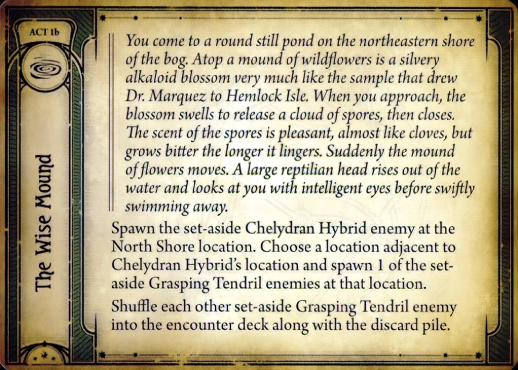 ACT 1b
The Wise Mound
You come to a round still pond on the northeastern shore
of the bog. Atop a mound of wildflowers is a silvery
alkaloid blossom very much like the sample that drew
Dr. Marquez to Hemlock Isle. When you approach, the
blossom swells to release a cloud of spores, then closes.
The scent of the spores is pleasant, almost like cloves, but
grows bitter the longer it lingers. Suddenly the mound
of flowers moves. A large reptilian head rises out of the
water and looks at you with intelligent eyes before swiftly
swimming away.
Spawn the set-aside Chelydran Hybrid enemy at the
North Shore location. Choose a location adjacent to
Chelydran Hybrid's location and spawn 1 of the set-
aside Grasping Tendril enemies at that location.
Shuffle each other set-aside Grasping Tendril enemy
into the encounter deck along with the discard pile.